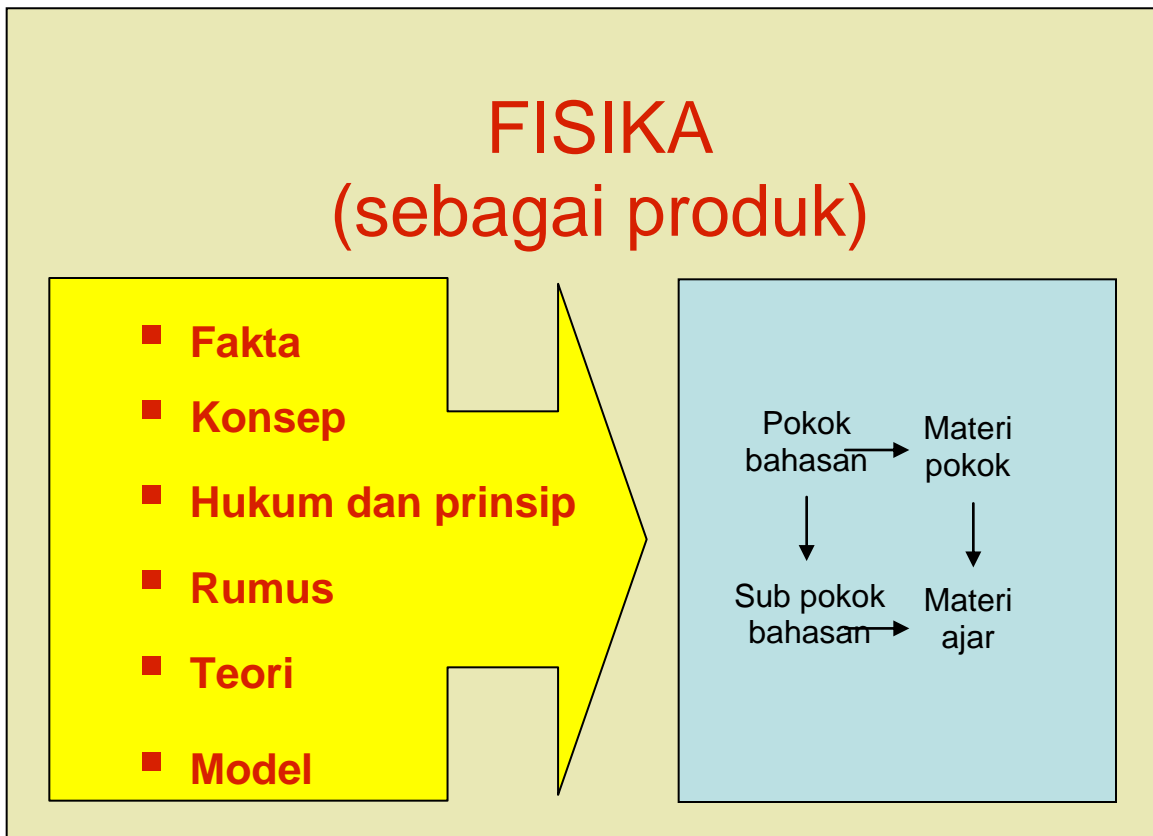 FISIKA
(sebagai produk)
Fakta
Konsep
Hukum dan prinsip
Rumus
Teori
Model
Pokok
bahasan
Materi
pokok
Sub pokok
bahasan
Materi
ajar